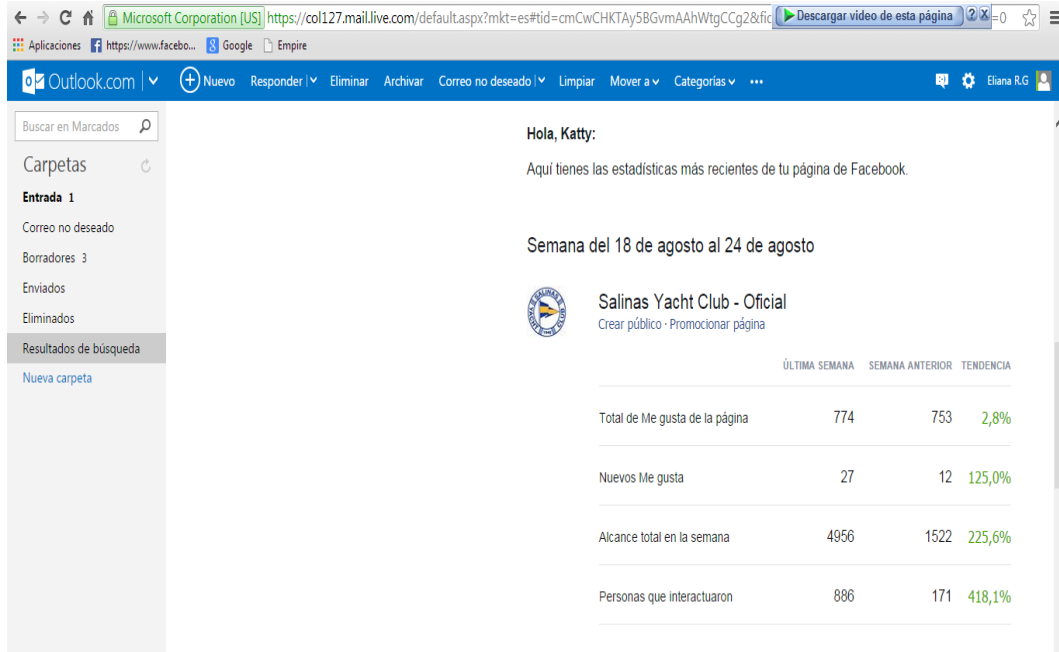 Microsoft Corporation [US] https://col127.mail.live.com/default.aspx?mkt=es#tid=cmCwCHKTAy5BGvmAAhWtgCCg2&fic Descargar video de esta página ? X =0
Aplicaciones https://www.facebo... Google Empire
Outlook.com Nuevo Responder Eliminar Archivar Correo no deseado Limpiar Mover a Categorías ••• Eliana R.G
Buscar en Marcados
Carpetas
Entrada 1
Correo no deseado
Borradores 3
Enviados
Eliminados
Resultados de búsqueda
Nueva carpeta
Hola, Katty:
Aquí tienes las estadísticas más recientes de tu página de Facebook.
Semana del 18 de agosto al 24 de agosto
SALINAS YACHT CLUB
Salinas Yacht Club - Oficial
Crear público · Promocionar página
ÚLTIMA SEMANA SEMANA ANTERIOR TENDENCIA
Total de Me gusta de la página 774 753 2,8%
Nuevos Me gusta 27 12 125,0%
Alcance total en la semana 4956 1522 225,6%
Personas que interactuaron 886 171 418,1%